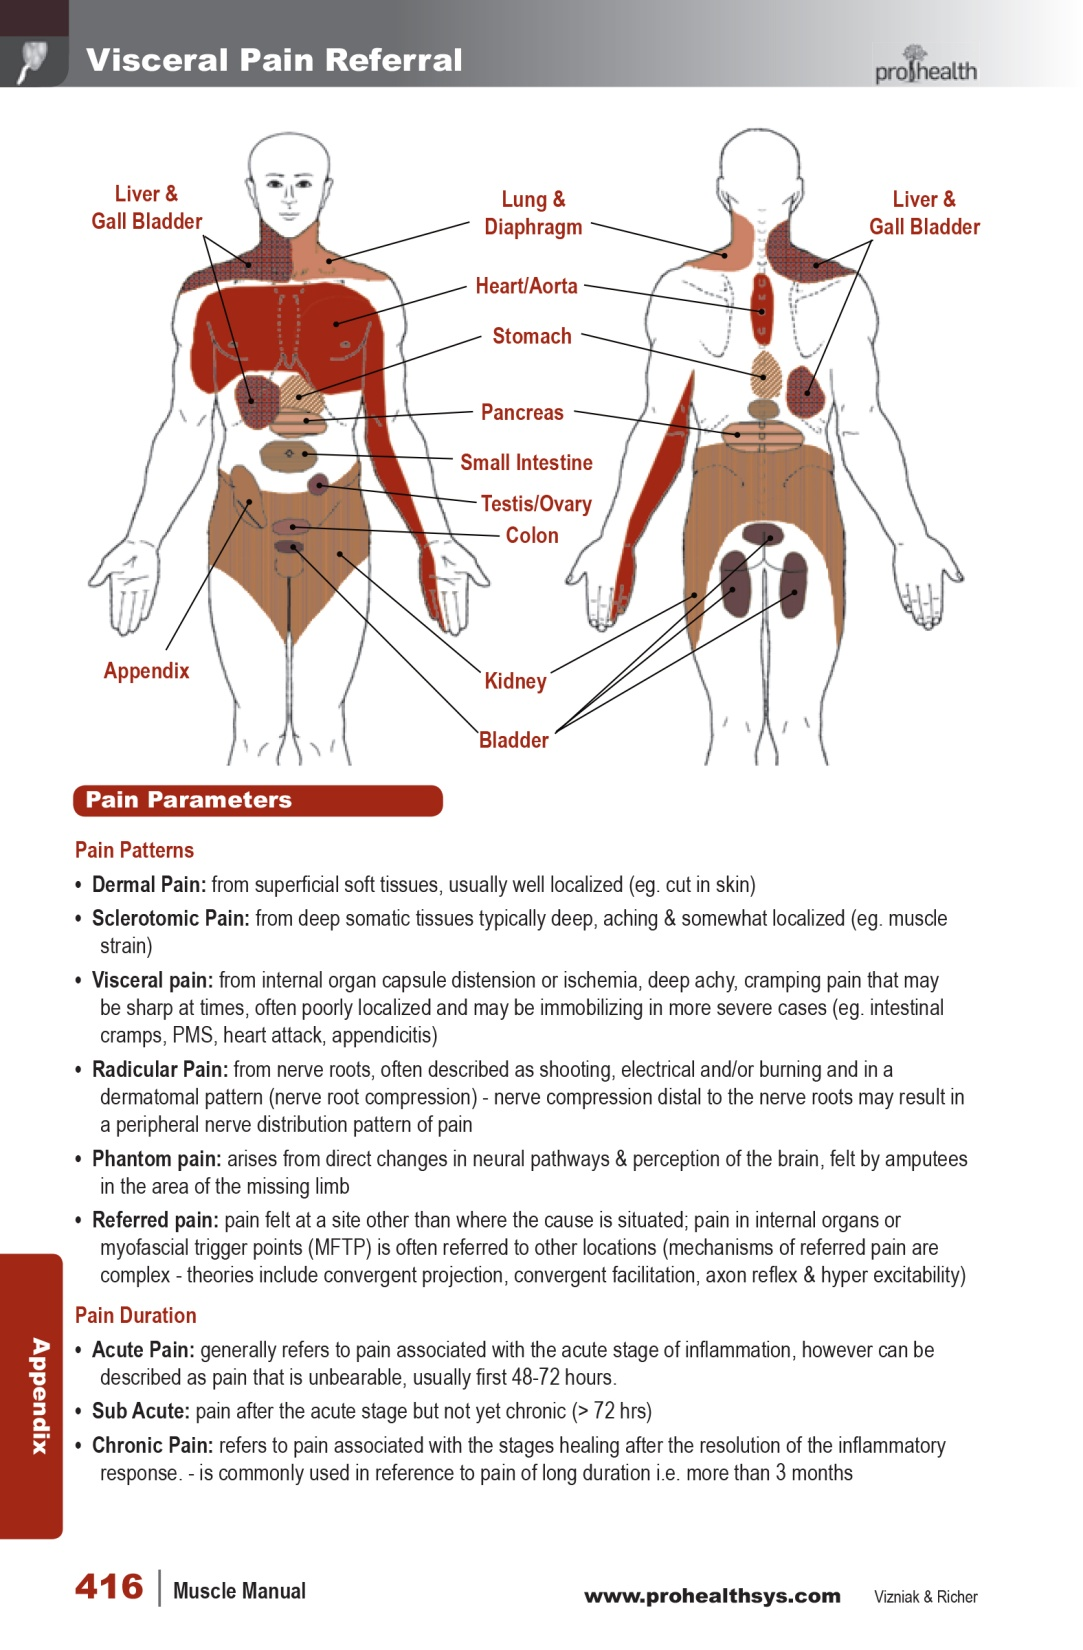 Visceral Pain Referral
prohealth
Liver &
Gall Bladder
Lung &
Diaphragm
Liver &
Gall Bladder
Heart/Aorta
Stomach
Pancreas
Small Intestine
Testis/Ovary
Colon
Appendix
Kidney
Bladder
Pain Parameters
Pain Patterns
• Dermal Pain: from superficial soft tissues, usually well localized (eg. cut in skin)
• Sclerotomic Pain: from deep somatic tissues typically deep, aching & somewhat localized (eg. muscle
strain)
• Visceral pain: from internal organ capsule distension or ischemia, deep achy, cramping pain that may
be sharp at times, often poorly localized and may be immobilizing in more severe cases (eg. intestinal
cramps, PMS, heart attack, appendicitis)
• Radicular Pain: from nerve roots, often described as shooting, electrical and/or burning and in a
dermatomal pattern (nerve root compression) - nerve compression distal to the nerve roots may result in
a peripheral nerve distribution pattern of pain
• Phantom pain: arises from direct changes in neural pathways & perception of the brain, felt by amputees
in the area of the missing limb
• Referred pain: pain felt at a site other than where the cause is situated; pain in internal organs or
myofascial trigger points (MFTP) is often referred to other locations (mechanisms of referred pain are
complex - theories include convergent projection, convergent facilitation, axon reflex & hyper excitability)
Pain Duration
• Acute Pain: generally refers to pain associated with the acute stage of inflammation, however can be
described as pain that is unbearable, usually first 48-72 hours.
• Sub Acute: pain after the acute stage but not yet chronic (> 72 hrs)
• Chronic Pain: refers to pain associated with the stages healing after the resolution of the inflammatory
response. - is commonly used in reference to pain of long duration i.e. more than 3 months
Appendix
416 | Muscle Manual
www.prohealthsys.com
Vizniak & Richer